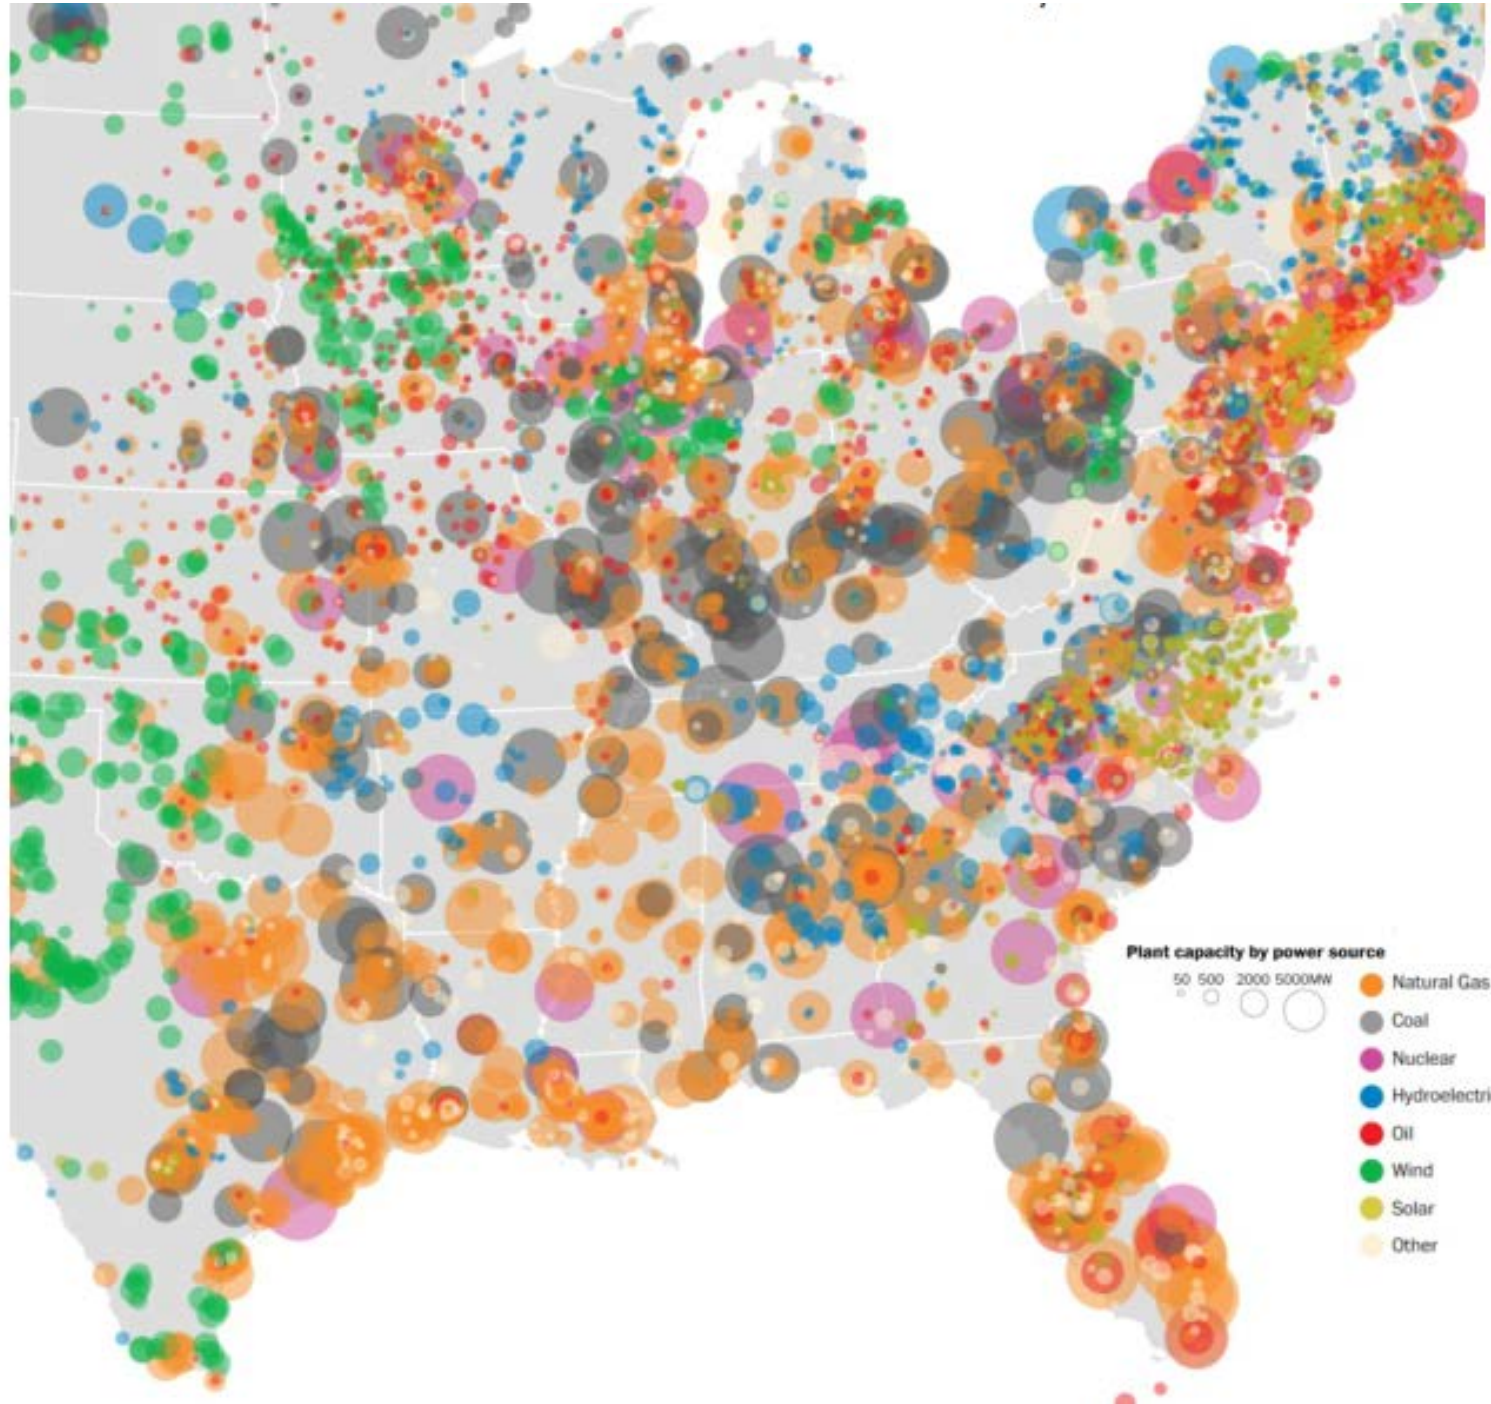 Plant capacity by power source
50 500 2000 5000MW
Natural Gas
Coal
Nuclear
Hydroelectri
Oil
Wind
Solar
Other